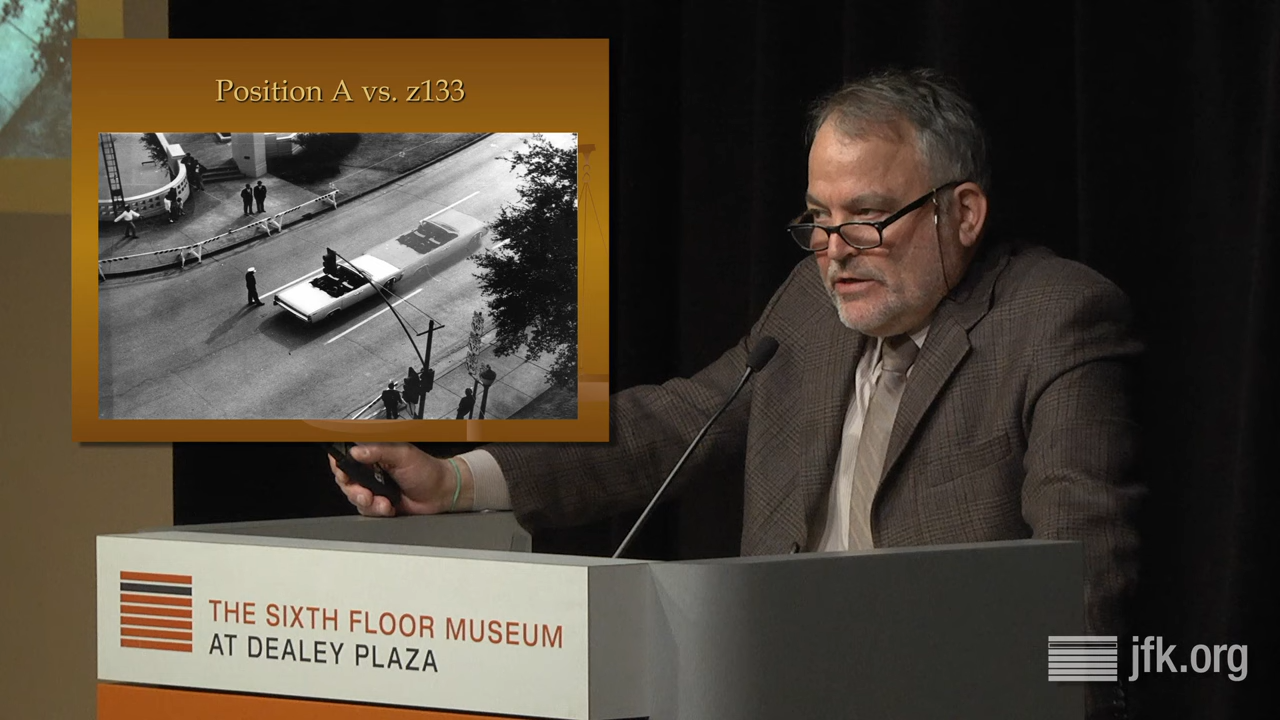 Position A vs. z133
THE SIXTH FLOOR MUSEUM
AT DEALEY PLAZA
jfk.org